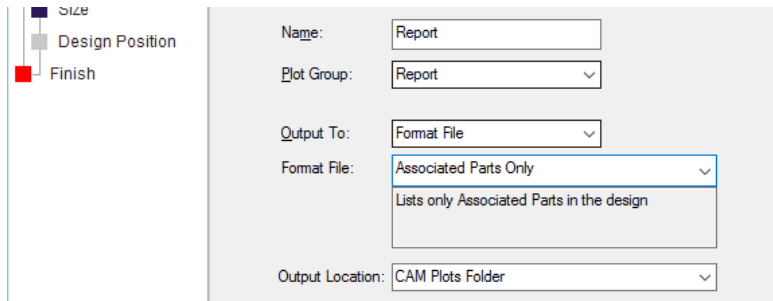 Size
Design Position
Finish
Name: Report
Plot Group: Report
Output To: Format File
Format File: Associated Parts Only
Lists only Associated Parts in the design
Output Location: CAM Plots Folder